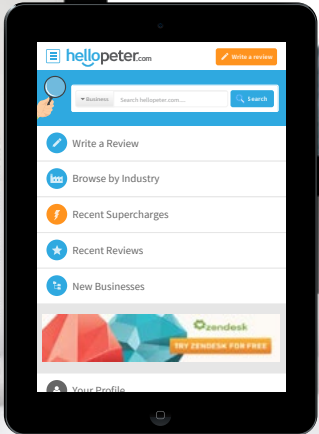 hellopeter.com
Write a review
Business
Search hellopeter.com...
Search
Write a Review
Browse by Industry
Recent Supercharges
Recent Reviews
New Businesses
zendesk
TRY ZENDESK FOR FREE
Your Profile